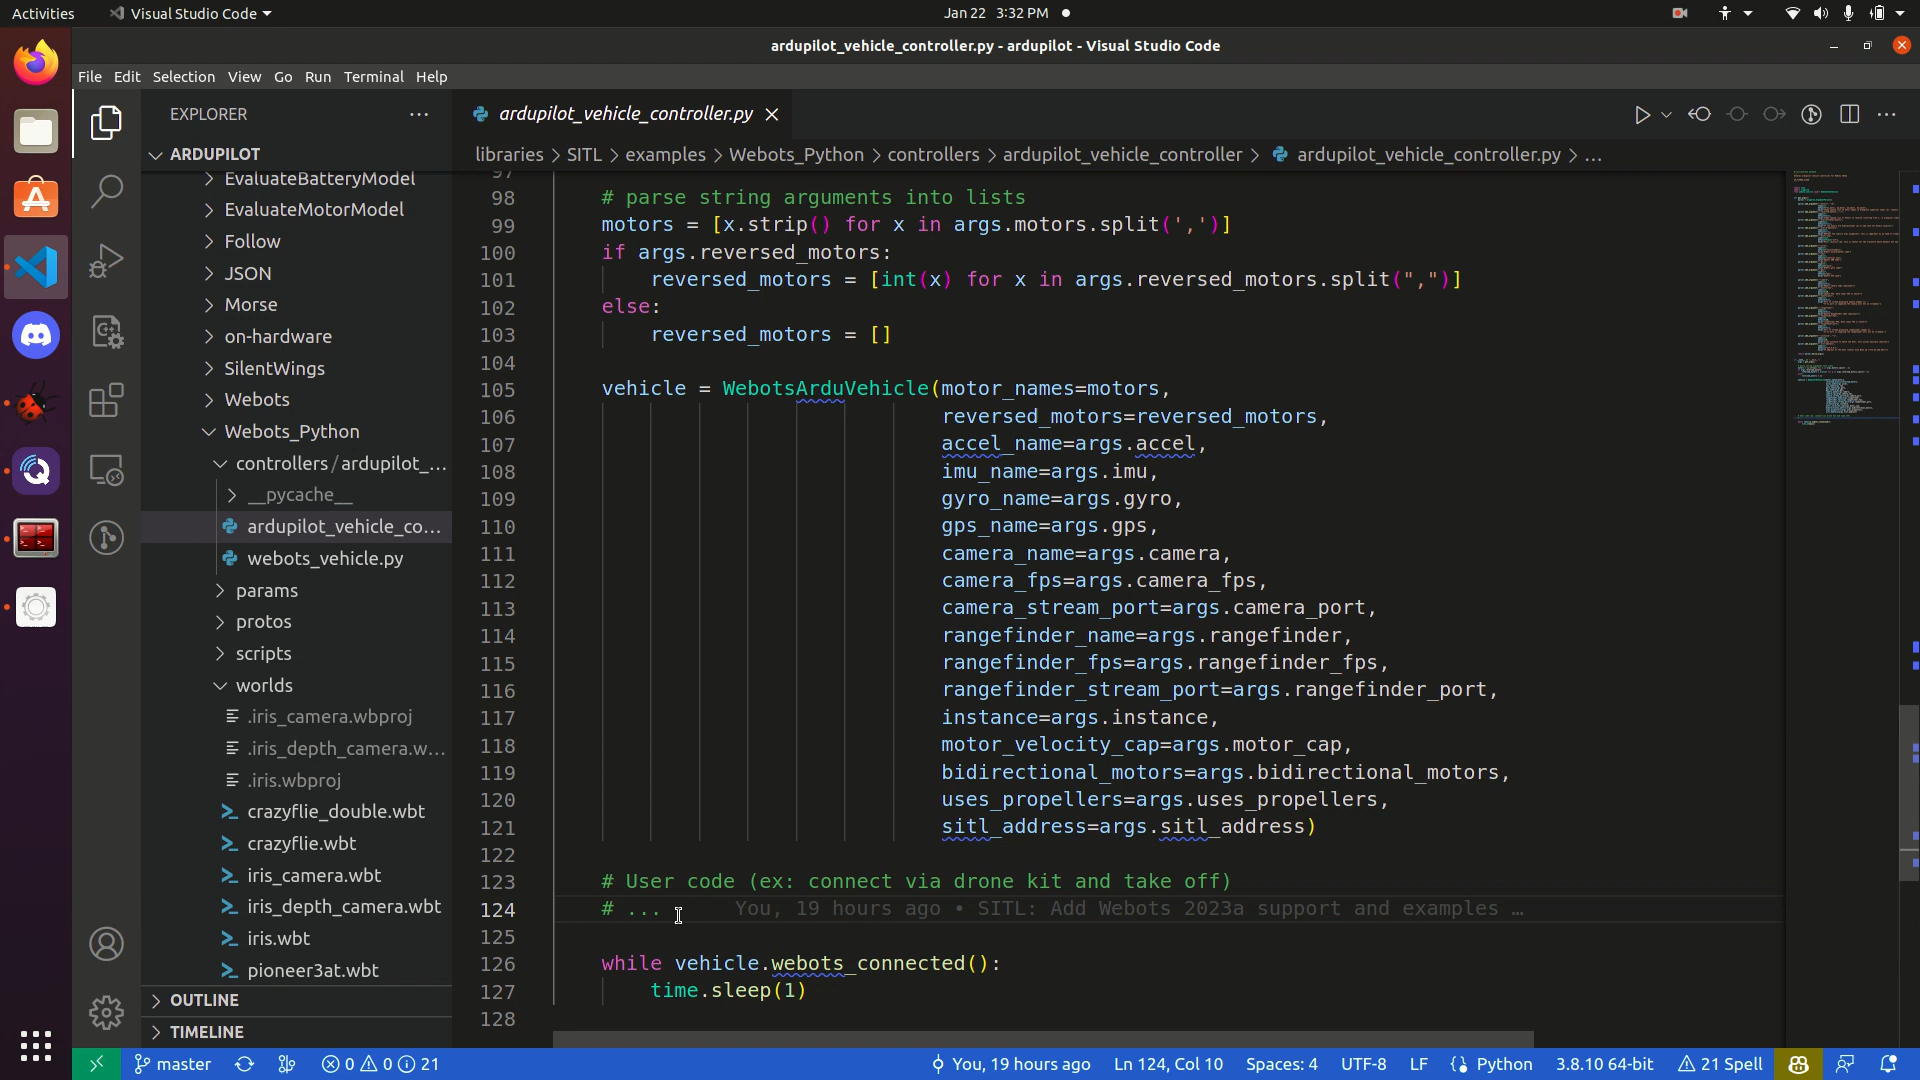 Activities
Visual Studio Code
Jan 22 3:32 PM
ardupilot_vehicle_controller.py - ardupilot - Visual Studio Code
File Edit Selection View Go Run Terminal Help
EXPLORER
ARDUPILOT
EvaluateBatteryModel
EvaluateMotorModel
Follow
JSON
Morse
on-hardware
SilentWings
Webots
Webots_Python
controllers/ardupilot_...
__pycache__
ardupilot_vehicle_co...
webots_vehicle.py
params
protos
scripts
worlds
.iris_camera.wbproj
.iris_depth_camera.w...
.iris.wbproj
crazyflie_double.wbt
crazyflie.wbt
iris_camera.wbt
iris_depth_camera.wbt
iris.wbt
pioneer3at.wbt
OUTLINE
TIMELINE
ardupilot_vehicle_controller.py
libraries > SITL > examples > Webots_Python > controllers > ardupilot_vehicle_controller > ardupilot_vehicle_controller.py > ...
97
98 # parse string arguments into lists
99 motors = [x.strip() for x in args.motors.split(',')]
100 if args.reversed_motors:
101 reversed_motors = [int(x) for x in args.reversed_motors.split(",")]
102 else:
103 reversed_motors = []
104
105 vehicle = WebotsArduVehicle(motor_names=motors,
106 reversed_motors=reversed_motors,
107 accel_name=args.accel,
108 imu_name=args.imu,
109 gyro_name=args.gyro,
110 gps_name=args.gps,
111 camera_name=args.camera,
112 camera_fps=args.camera_fps,
113 camera_stream_port=args.camera_port,
114 rangefinder_name=args.rangefinder,
115 rangefinder_fps=args.rangefinder_fps,
116 rangefinder_stream_port=args.rangefinder_port,
117 instance=args.instance,
118 motor_velocity_cap=args.motor_cap,
119 bidirectional_motors=args.bidirectional_motors,
120 uses_propellers=args.uses_propellers,
121 sitl_address=args.sitl_address)
122
123 # User code (ex: connect via drone kit and take off)
124 # ... You, 19 hours ago • SITL: Add Webots 2023a support and examples …
125
126 while vehicle.webots_connected():
127 time.sleep(1)
128
master 0 0 21 You, 19 hours ago Ln 124, Col 10 Spaces: 4 UTF-8 LF Python 3.8.10 64-bit 21 Spell